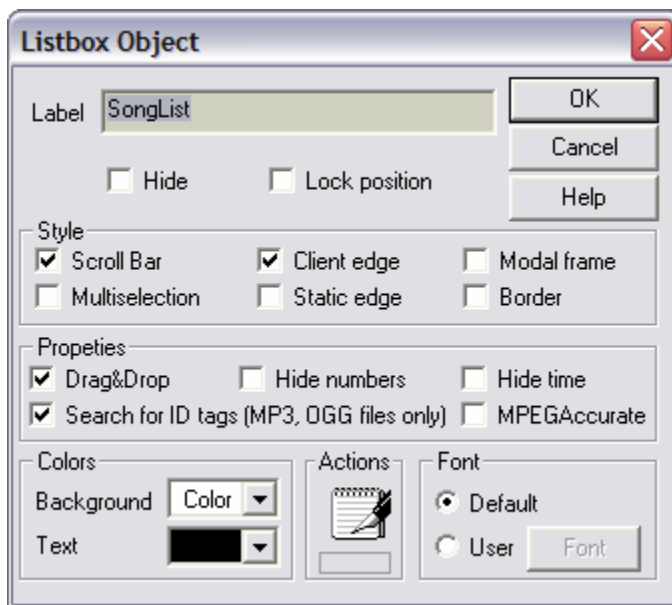 Listbox Object
Label SongList
OK
Cancel
Help
Hide Lock position
Style
Scroll Bar Client edge Modal frame
Multiselection Static edge Border
Propeties
Drag&Drop Hide numbers Hide time
Search for ID tags (MP3, OGG files only) MPEGAccurate
Colors
Background Color
Text
Actions
Font
Default
User Font